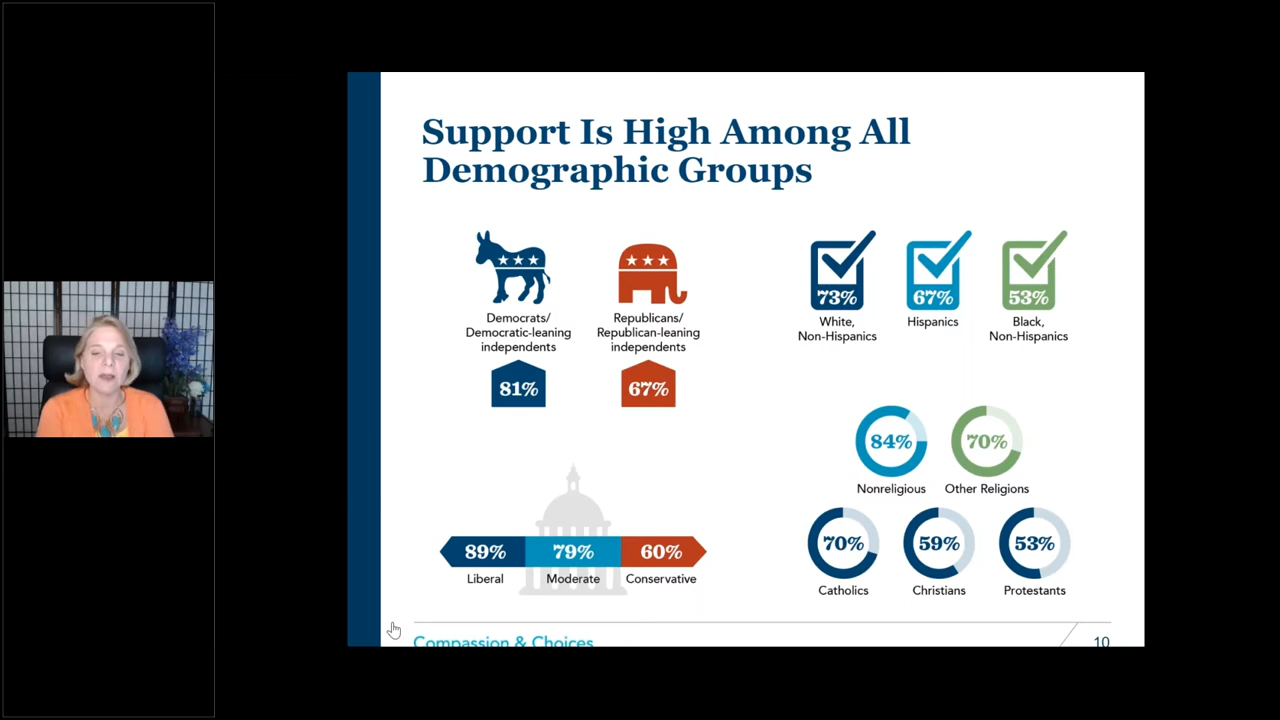 Support Is High Among All
Demographic Groups
Democrats/
Democratic-leaning
independents
81%
Republicans/
Republican-leaning
independents
67%
73%
White,
Non-Hispanics
67%
Hispanics
53%
Black,
Non-Hispanics
89%
Liberal
79%
Moderate
60%
Conservative
84%
Nonreligious
70%
Other Religions
70%
Catholics
59%
Christians
53%
Protestants
Compassion & Choices
10